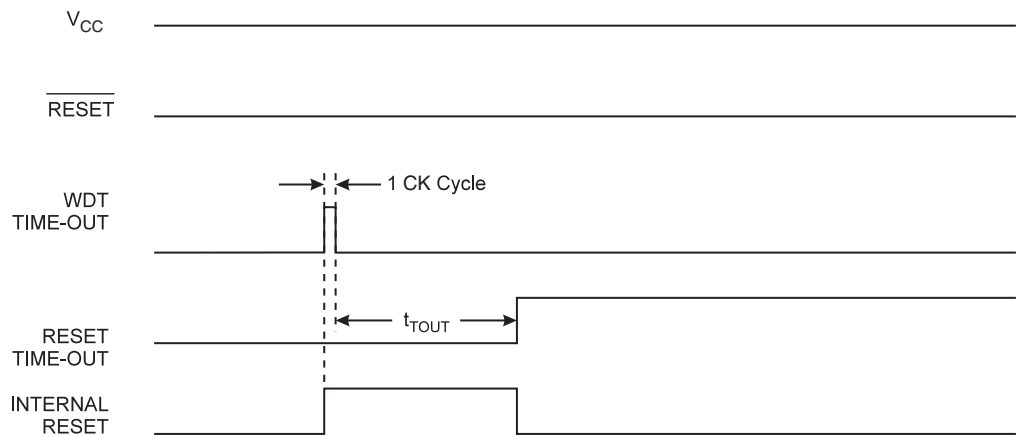 VCC
RESET
1 CK Cycle
WDT
TIME-OUT
tTOUT
RESET
TIME-OUT
INTERNAL
RESET